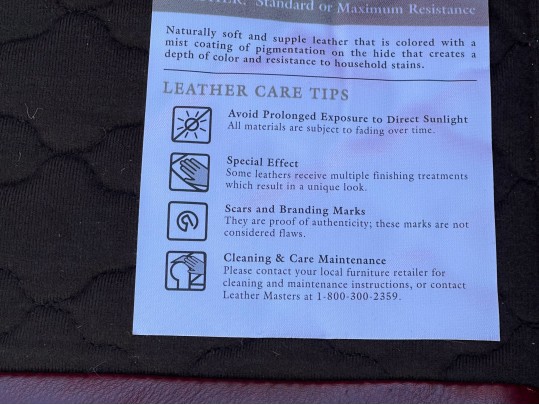 Standard or Maximum Resistance
Naturally soft and supple leather that is colored with a
mist coating of pigmentation on the hide that creates a
depth of color and resistance to household stains.
LEATHER CARE TIPS
Avoid Prolonged Exposure to Direct Sunlight
All materials are subject to fading over time.
Special Effect
Some leathers receive multiple finishing treatments
which result in a unique look.
Scars and Branding Marks
They are proof of authenticity; these marks are not
considered flaws.
Cleaning & Care Maintenance
Please contact your local furniture retailer for
cleaning and maintenance instructions, or contact
Leather Masters at 1-800-300-2359.